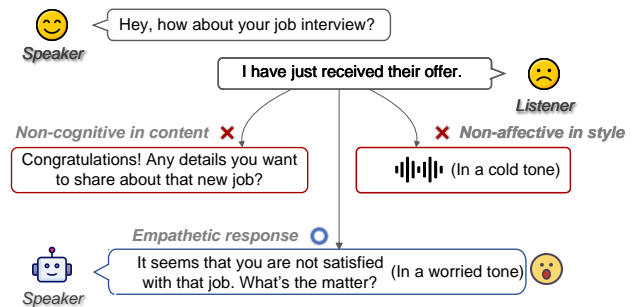 Hey, how about your job interview?
Speaker
I have just received their offer.
Listener
Non-cognitive in content
Non-affective in style
Congratulations! Any details you want
to share about that new job?
(In a cold tone)
Empathetic response
It seems that you are not satisfied
with that job. What's the matter?
(In a worried tone)
Speaker